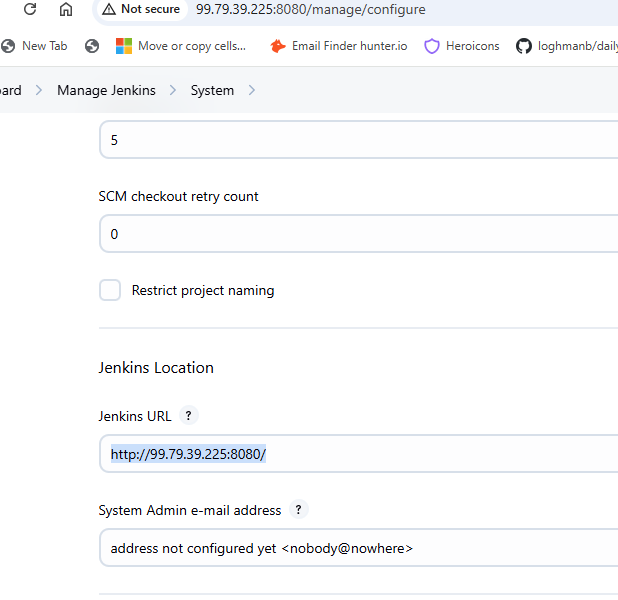 Not secure 99.79.39.225:8080/manage/configure
New Tab Move or copy cells... Email Finder hunter.io Heroicons loghmanb/daily
ard > Manage Jenkins > System >
5
SCM checkout retry count
0
Restrict project naming
Jenkins Location
Jenkins URL ?
http://99.79.39.225:8080/
System Admin e-mail address ?
address not configured yet <nobody@nowhere>